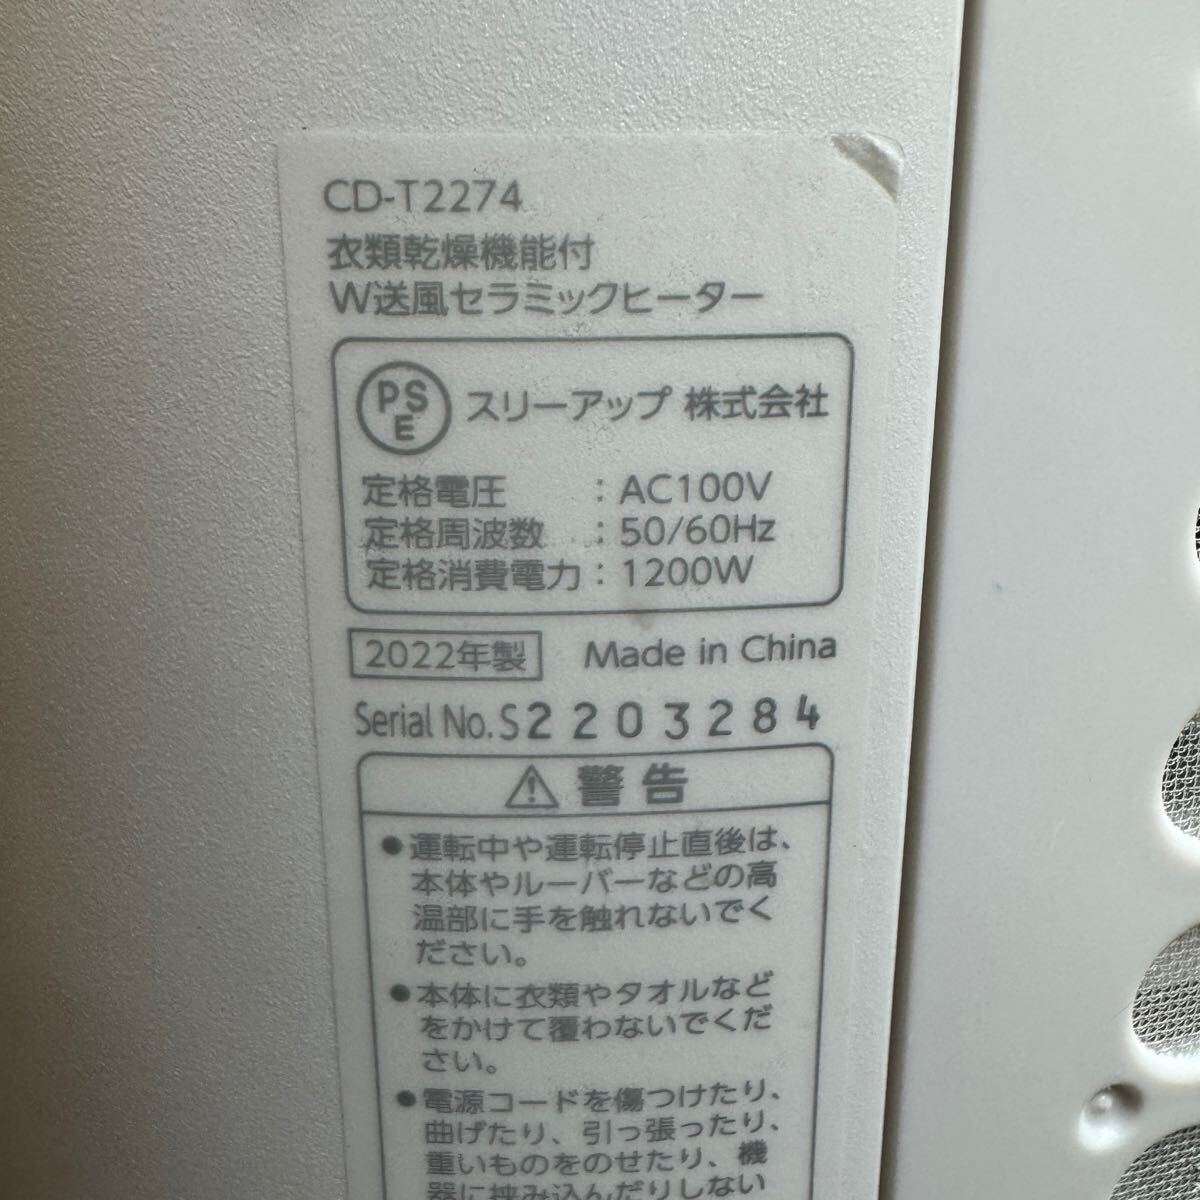 CD-T2274
衣類乾燥機能付
W送風セラミックヒーター
PSE スリーアップ 株式会社
定格電圧 : AC100V
定格周波数 : 50/60Hz
定格消費電力 : 1200W
2022年製 Made in China
Serial No. S2203284
⚠ 警告
●運転中や運転停止直後は、
本体やルーバーなどの高
温部に手を触れないでく
ださい。
●本体に衣類やタオルなど
をかけて覆わないでくだ
さい。
●電源コードを傷つけたり、
曲げたり、引っ張ったり、
重いものをのせたり、機
器に挟み込んだりしない